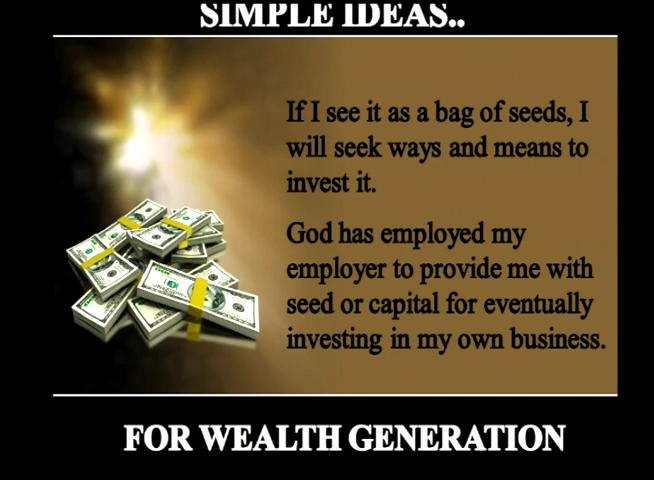 SIMPLE IDEAS..
If I see it as a bag of seeds, I
will seek ways and means to
invest it.
God has employed my
employer to provide me with
seed or capital for eventually
investing in my own business.
FOR WEALTH GENERATION